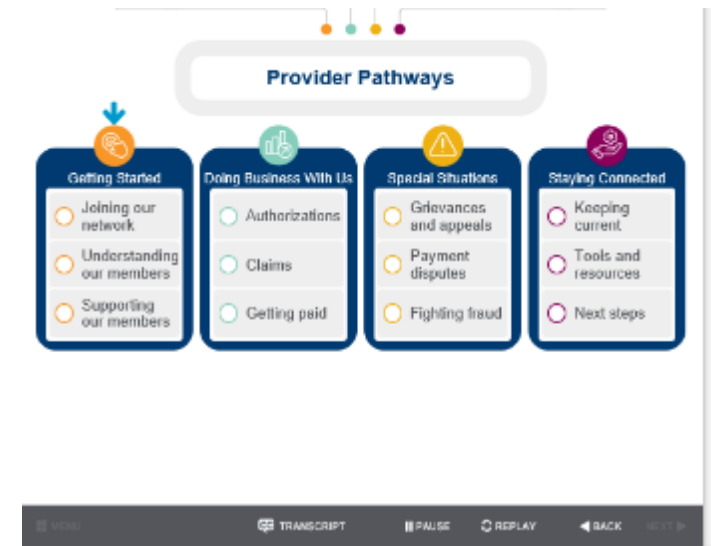 Provider Pathways
Getting Started
Joining our
network
Understanding
our members
Supporting
our members
Doing Business With Us
Authorizations
Claims
Getting paid
Special Situations
Grievances
and appeals
Payment
disputes
Fighting fraud
Staying Connected
Keeping
current
Tools and
resources
Next steps
MENU
TRANSCRIPT
PAUSE
REPLAY
BACK
NEXT